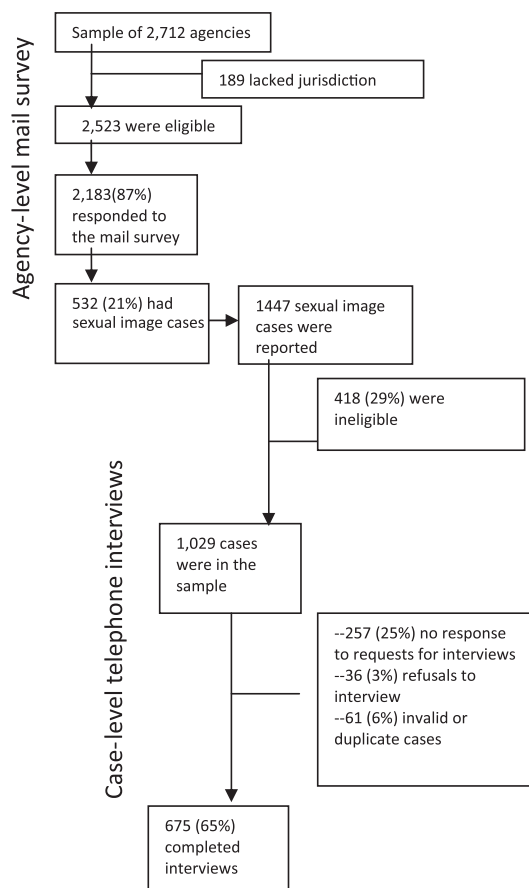 Agency-level mail survey
Sample of 2,712 agencies
189 lacked jurisdiction
2,523 were eligible
2,183(87%)
responded to
the mail survey
532 (21%) had
sexual image cases
1447 sexual image
cases were
reported
418 (29%) were
ineligible
Case-level telephone interviews
1,029 cases
were in the
sample
--257 (25%) no response
to requests for interviews
--36 (3%) refusals to
interview
--61 (6%) invalid or
duplicate cases
675 (65%)
completed
interviews